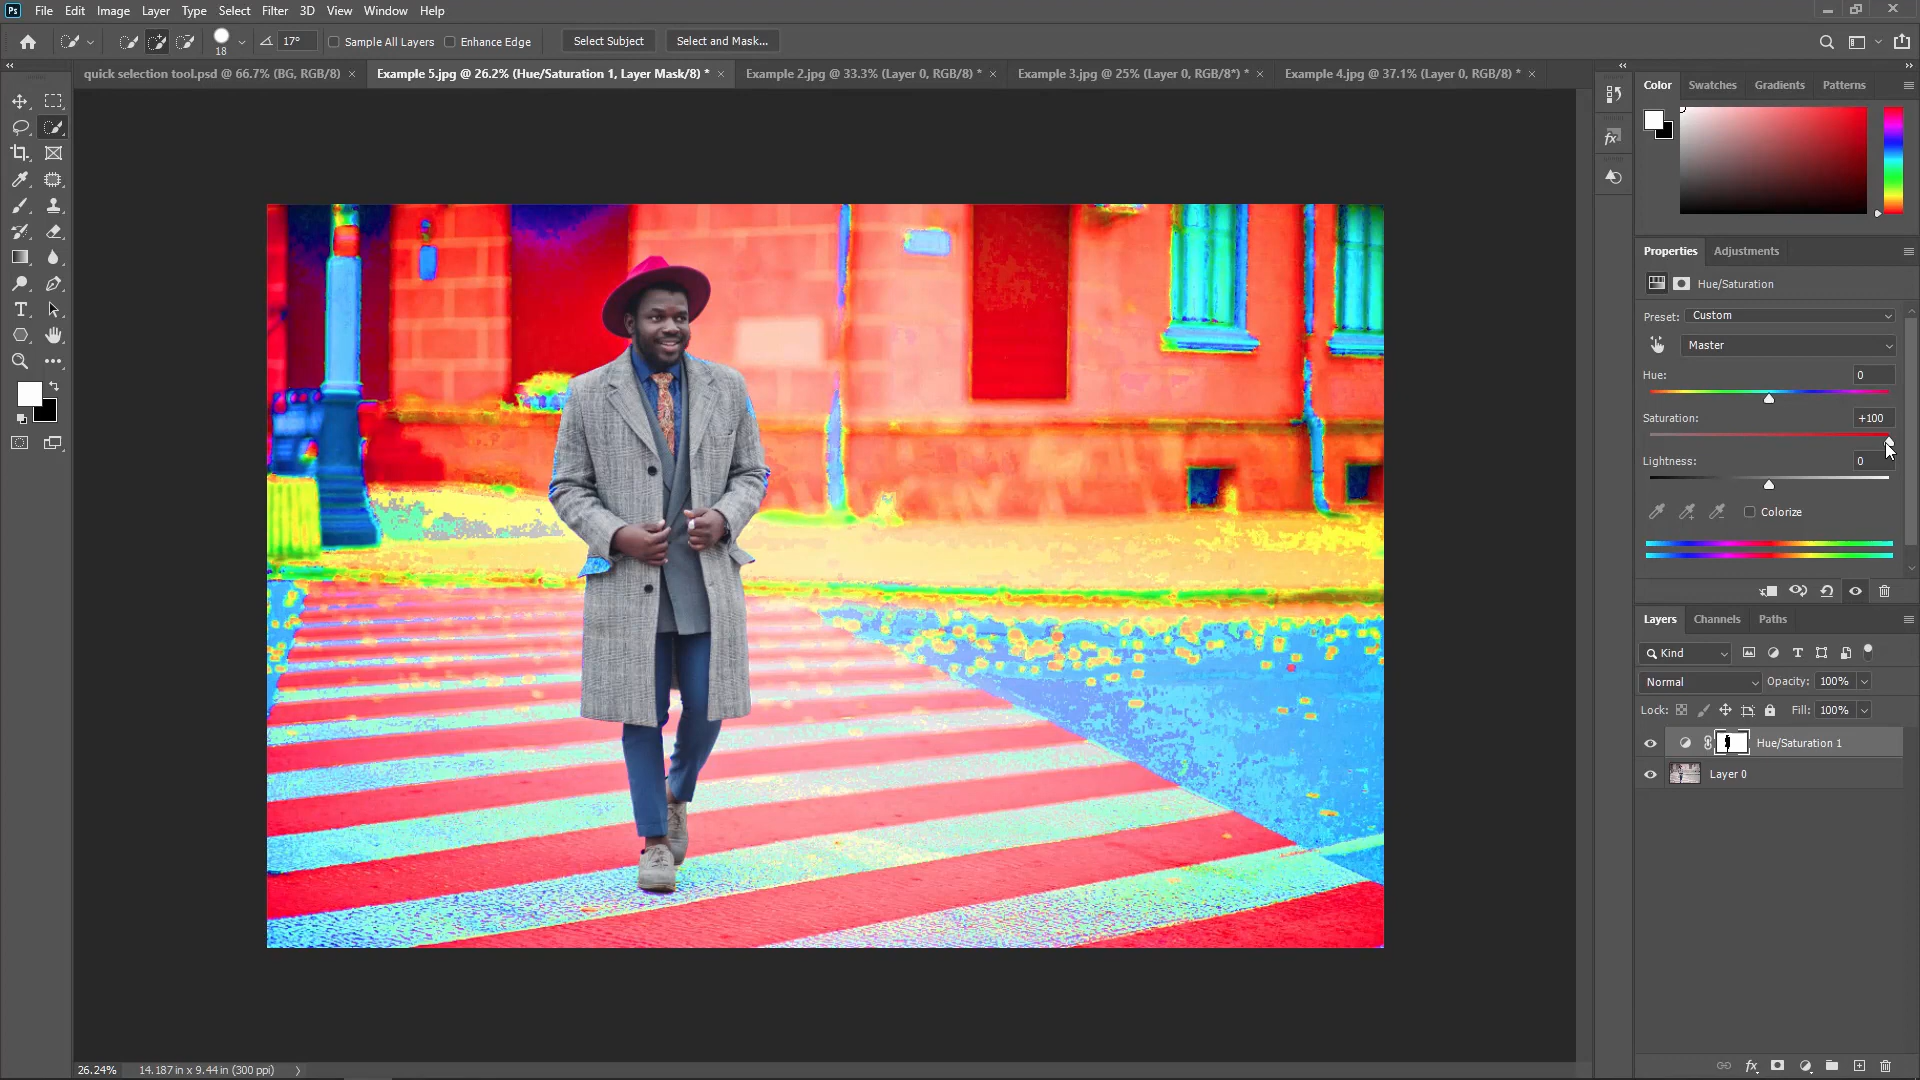 Ps File Edit Image Layer Type Select Filter 3D View Window Help
18 17° Sample All Layers Enhance Edge Select Subject Select and Mask...
quick selection tool.psd @ 66.7% (BG, RGB/8) × Example 5.jpg @ 26.2% (Hue/Saturation 1, Layer Mask/8) * × Example 2.jpg @ 33.3% (Layer 0, RGB/8) * × Example 3.jpg @ 25% (Layer 0, RGB/8*) * × Example 4.jpg @ 37.1% (Layer 0, RGB/8) * ×
Color Swatches Gradients Patterns
fx
Properties Adjustments
Hue/Saturation
Preset: Custom
Master
Hue: 0
Saturation: +100
Lightness: 0
Colorize
Layers Channels Paths
Kind
Normal Opacity: 100%
Lock: Fill: 100%
Hue/Saturation 1
Layer 0
fx
26.24% 14.187 in x 9.44 in (300 ppi)